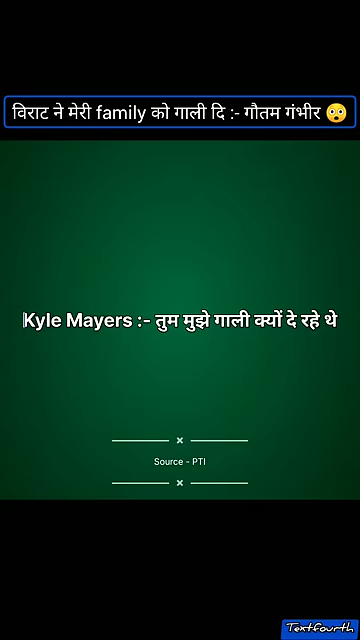 विराट ने मेरी family को गाली दि :- गौतम गंभीर 😲
Kyle Mayers :- तुम मुझे गाली क्यों दे रहे थे
Source - PTI
Textfourth